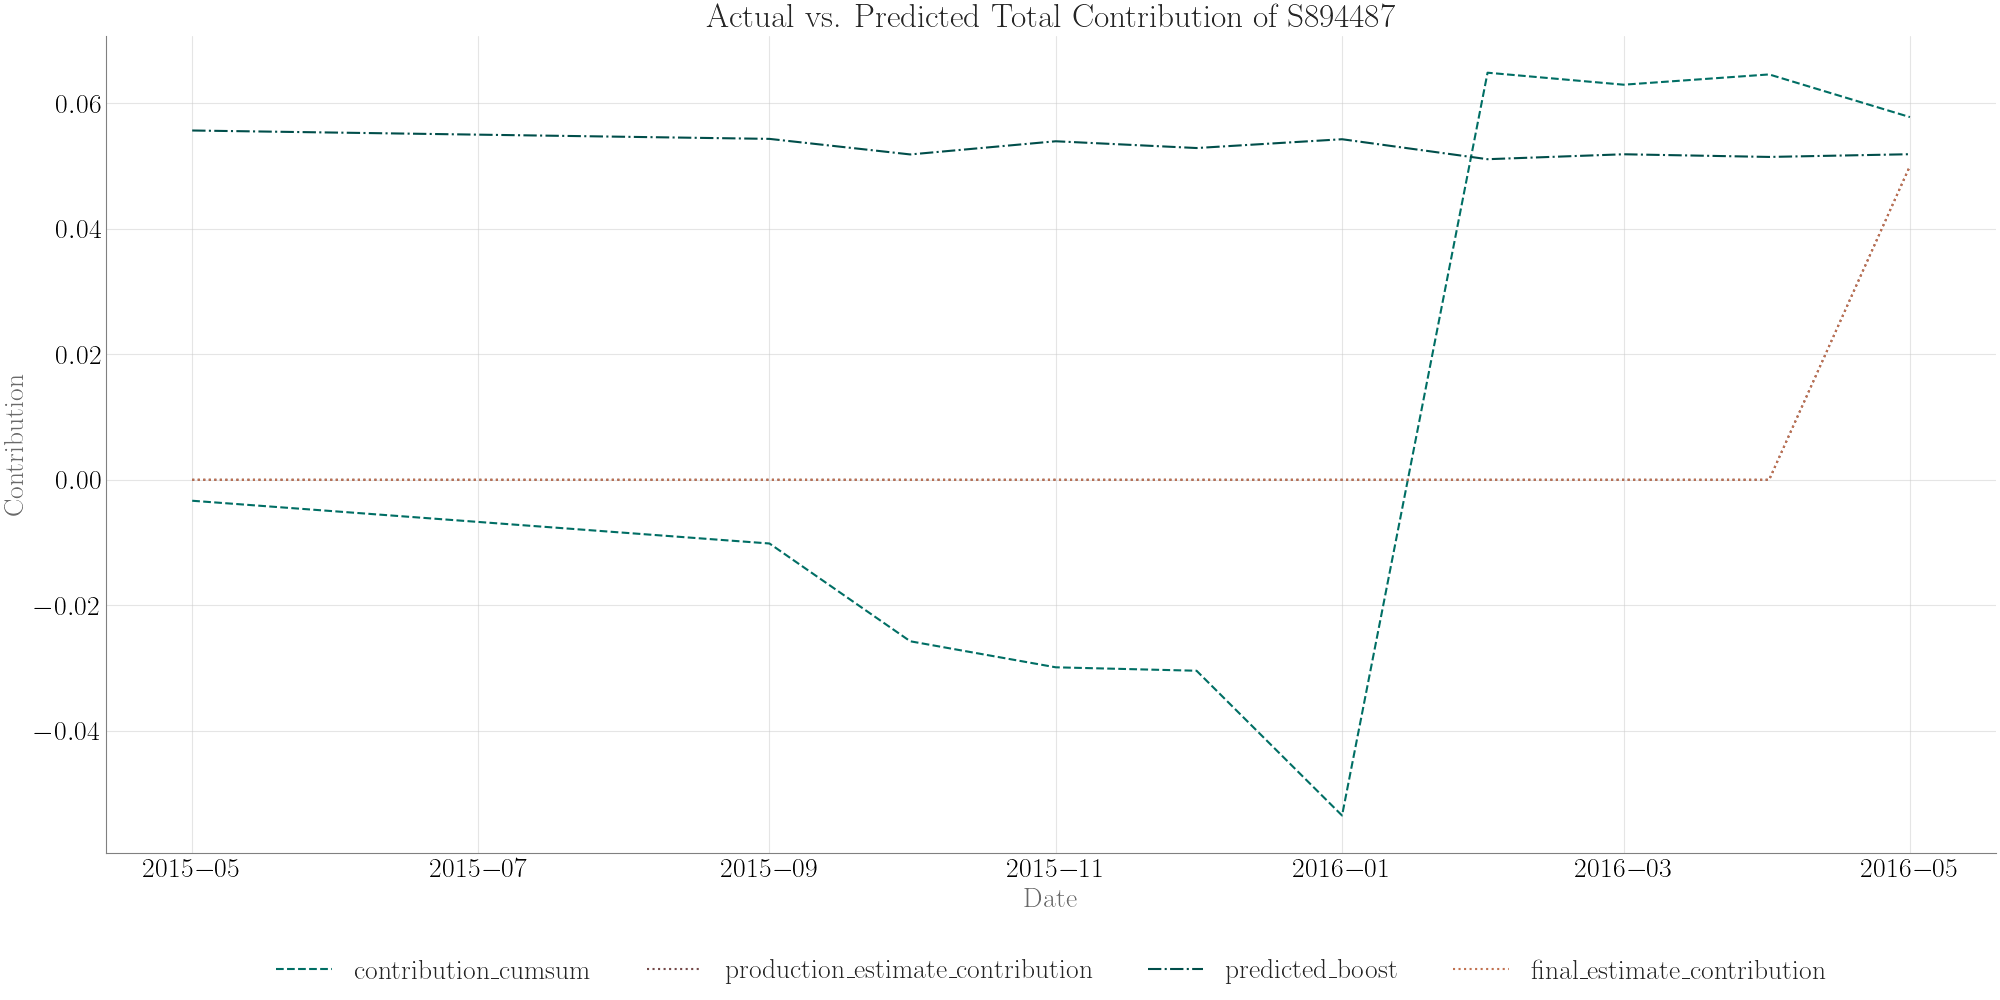 Actual vs. Predicted Total Contribution of S894487
0.06
0.04
0.02
0.00
−0.02
−0.04
Contribution
2015−05 2015−07 2015−09 2015−11 2016−01 2016−03 2016−05
Date
contribution_cumsum production_estimate_contribution predicted_boost final_estimate_contribution